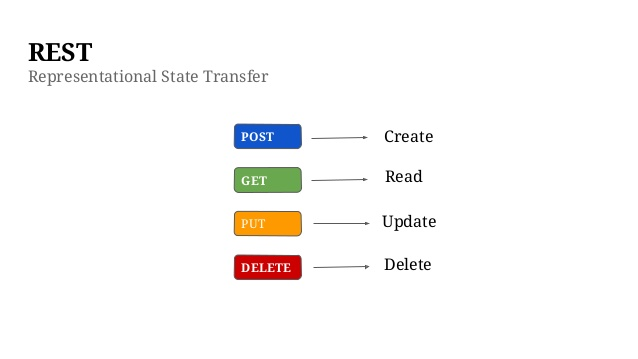 REST
Representational State Transfer
POST Create
GET Read
PUT Update
DELETE Delete